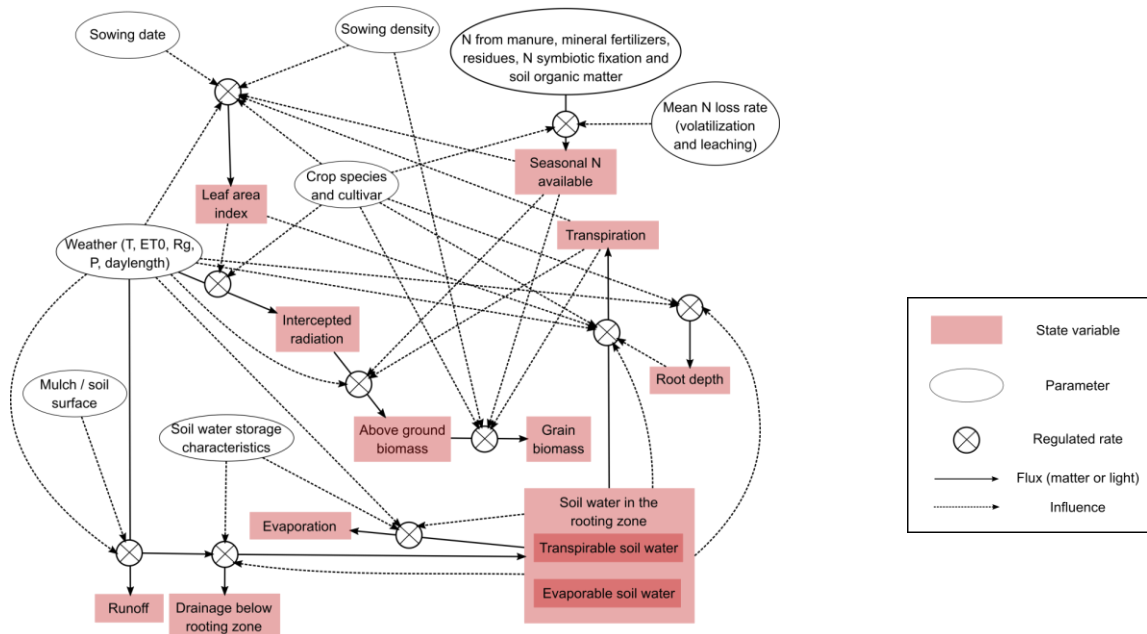 Sowing date
Sowing density
N from manure, mineral fertilizers,
residues, N symbiotic fixation and
soil organic matter
Mean N loss rate
(volatilization
and leaching)
Seasonal N
available
Crop species
and cultivar
Leaf area
index
Transpiration
Weather (T, ET0, Rg,
P, daylength)
Intercepted
radiation
Root depth
Mulch / soil
surface
Soil water storage
characteristics
Above ground
biomass
Grain
biomass
Soil water in the
rooting zone
Evaporation
Transpirable soil water
Evaporable soil water
Runoff
Drainage below
rooting zone
State variable
Parameter
Regulated rate
Flux (matter or light)
Influence